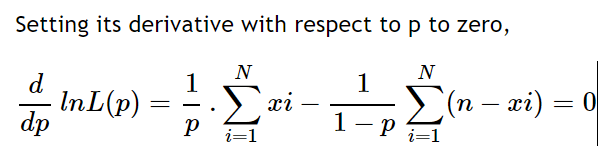 Setting its derivative with respect to p to zero,
d/dp lnL(p) = 1/p . ∑_{i=1}^{N} xi − 1/(1 − p) ∑_{i=1}^{N} (n − xi) = 0